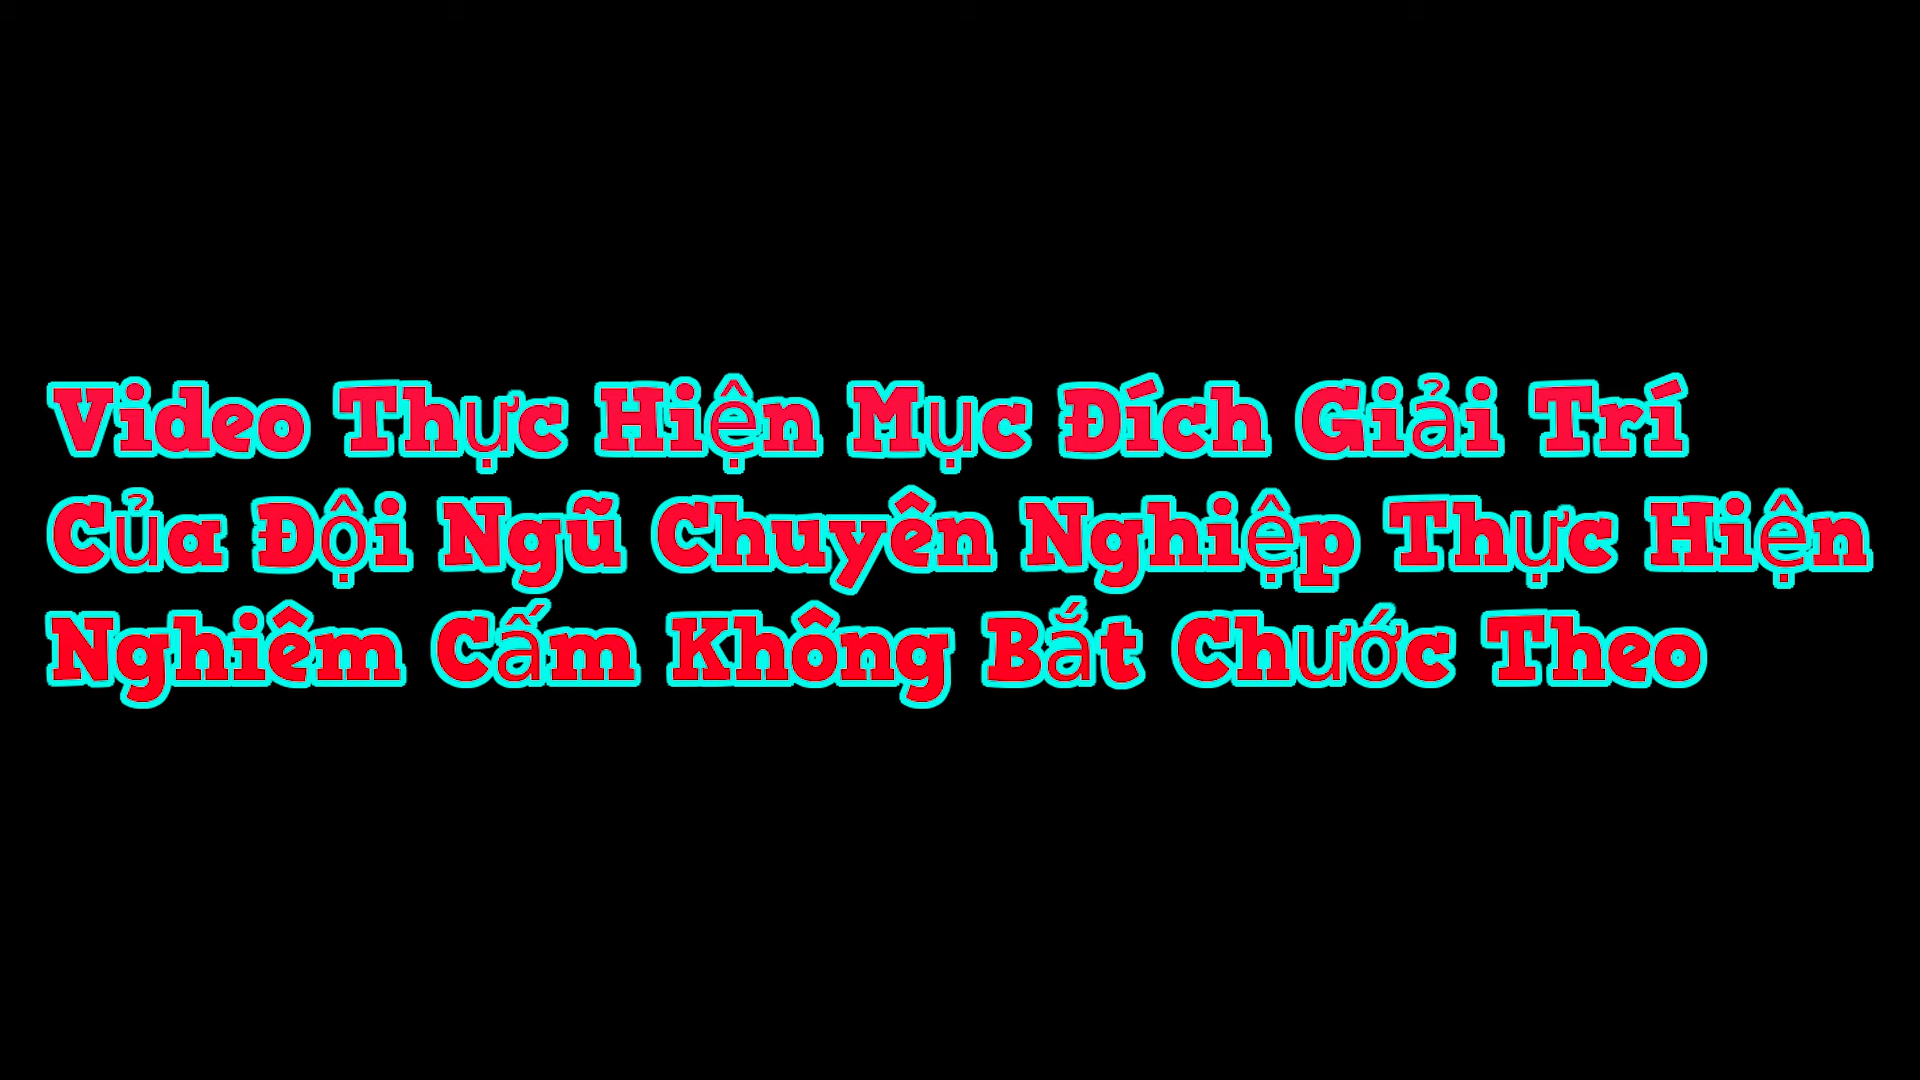 Video Thực Hiện Mục Đích Giải Trí
Của Đội Ngũ Chuyên Nghiệp Thực Hiện
Nghiêm Cấm Không Bắt Chước Theo